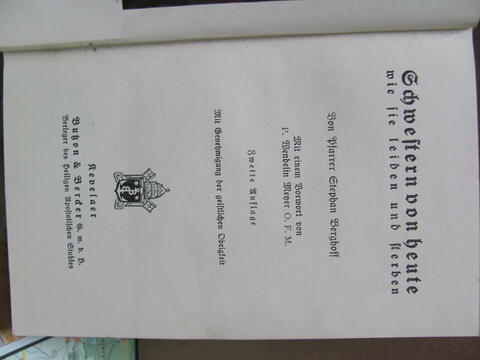 Schwestern von heute
wie sie leiden und sterben
Von Pfarrer Stephan Berghoff
Mit einem Vorwort von
P. Wendelin Meyer O. F. M.
Zweite Auflage
Mit Genehmigung der geistlichen Obrigkeit
Kevelaer
Butzon & Bercker G. m. b. H.
Verleger des Heiligen Apostolischen Stuhles